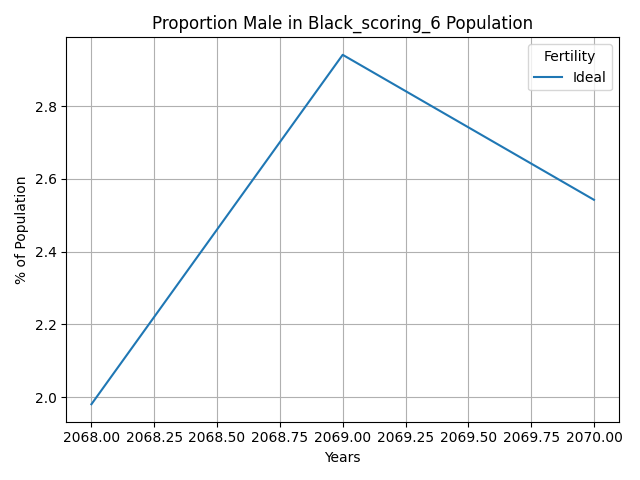 Proportion Male in Black_scoring_6 Population
Fertility
Ideal
% of Population
2.8
2.6
2.4
2.2
2.0
2068.00 2068.25 2068.50 2068.75 2069.00 2069.25 2069.50 2069.75 2070.00
Years